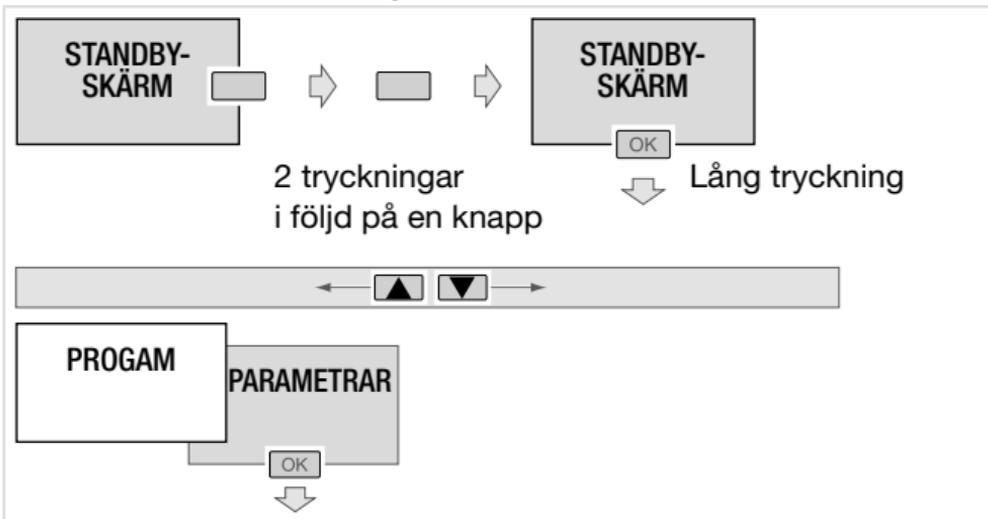 STANDBY-
SKÄRM
STANDBY-
SKÄRM
OK
2 tryckningar
i följd på en knapp
Lång tryckning
PROGAM
PARAMETRAR
OK